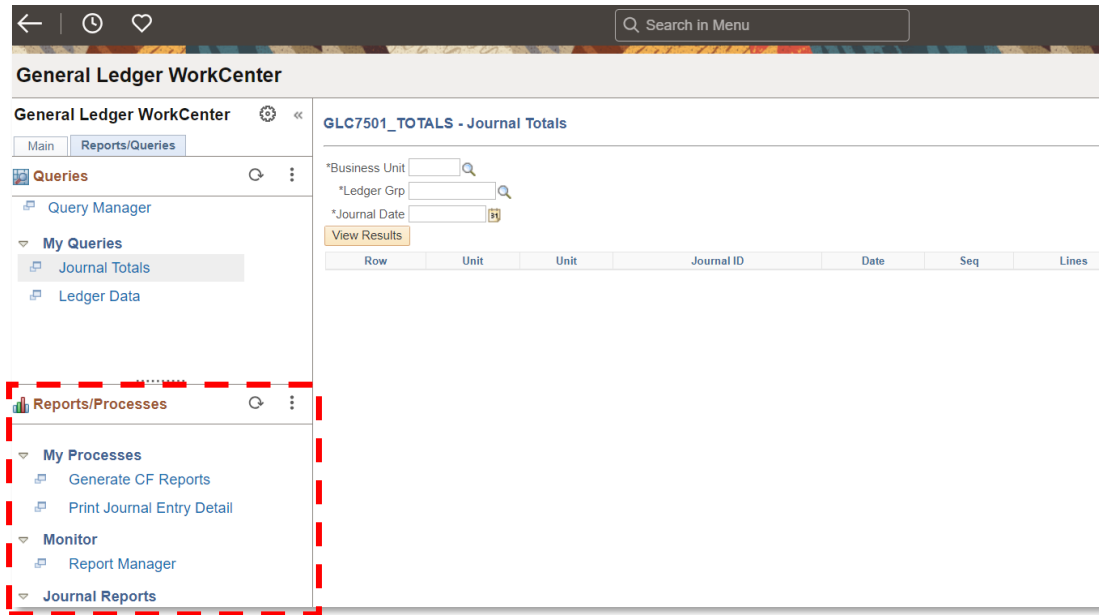 Search in Menu
General Ledger WorkCenter
General Ledger WorkCenter «
Main Reports/Queries
Queries
Query Manager
My Queries
Journal Totals
Ledger Data
Reports/Processes
My Processes
Generate CF Reports
Print Journal Entry Detail
Monitor
Report Manager
Journal Reports
GLC7501_TOTALS - Journal Totals
*Business Unit
*Ledger Grp
*Journal Date 31
View Results
Row Unit Unit Journal ID Date Seq Lines